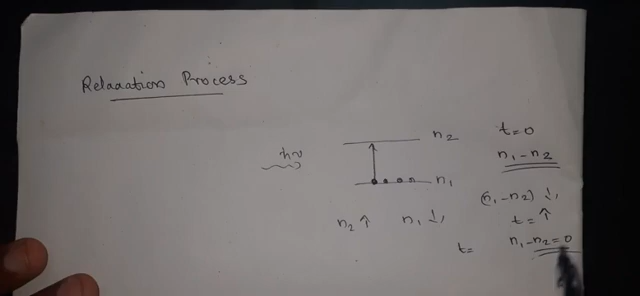 Relaxation Process
n2
t=0
hν
n1-n2
n1
(n1-n2) ↓,
n2 ↑ n1 ↓,
t= ↑
t= n1-n2=0